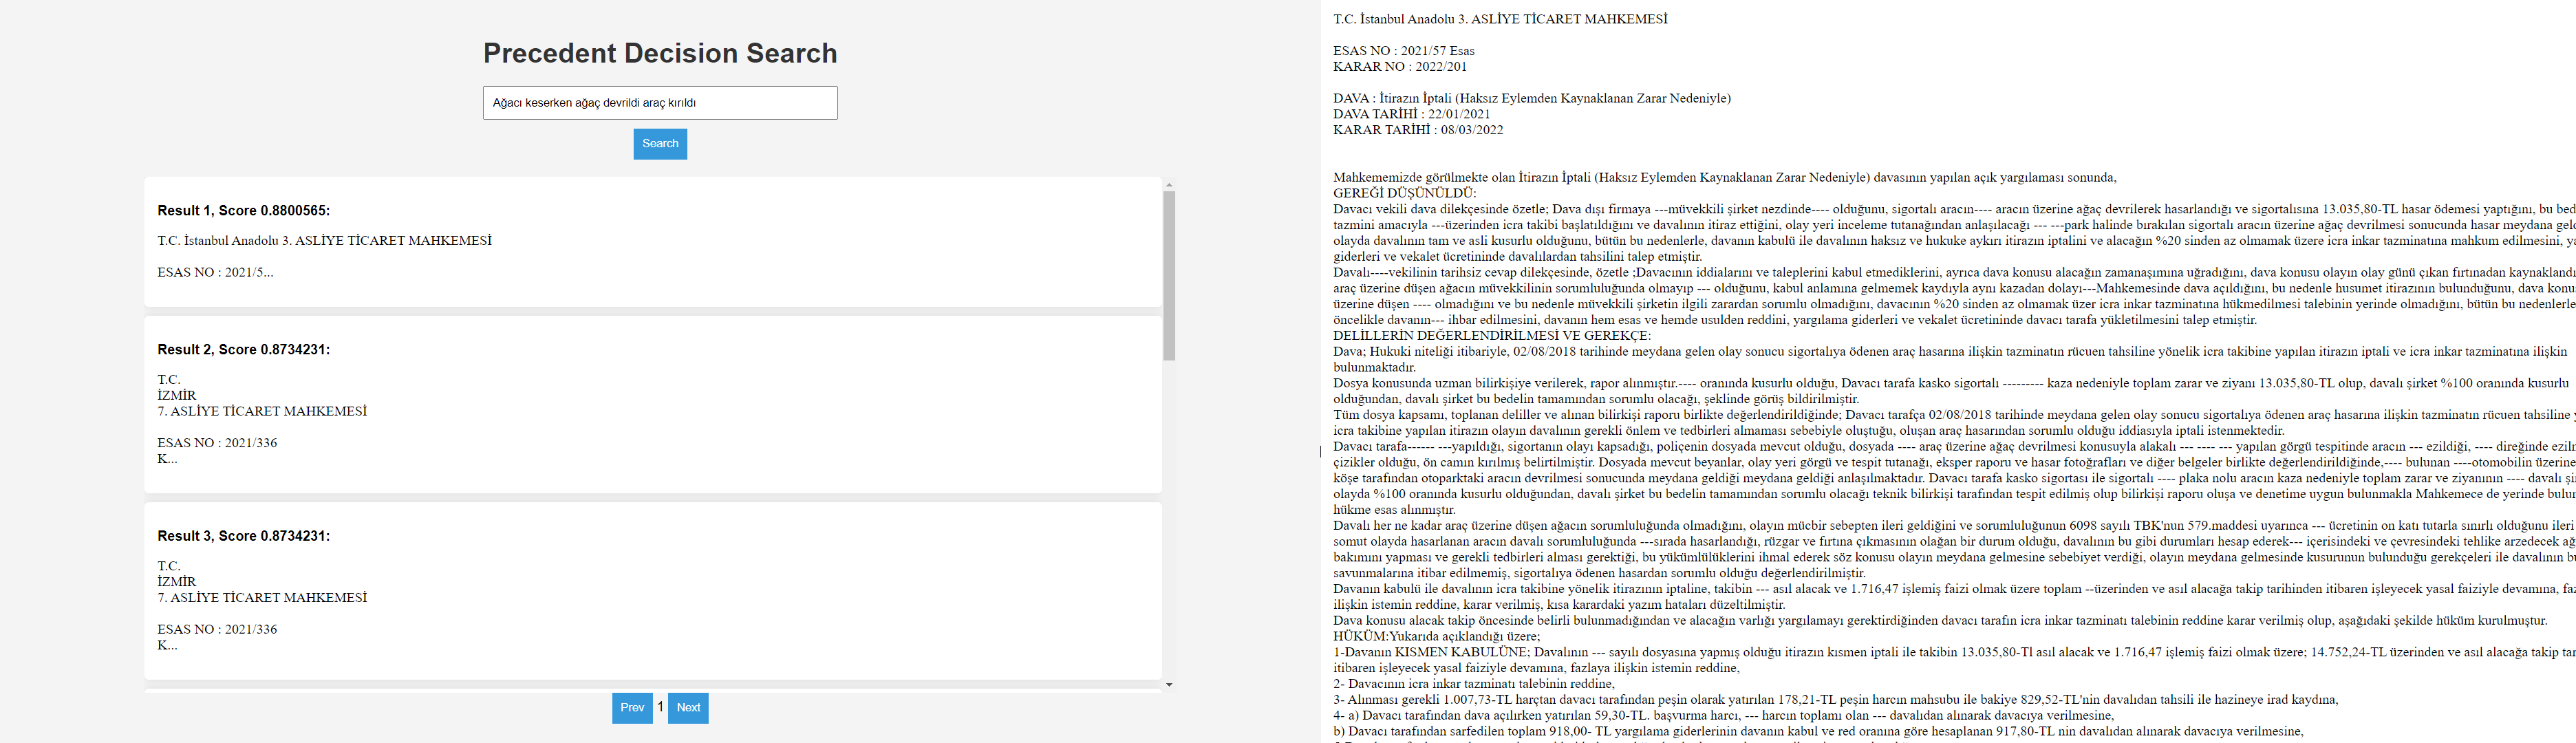 Precedent Decision Search
Ağacı keserken ağaç devrildi araç kırıldı
Search
Result 1, Score 0.8800565:
T.C. İstanbul Anadolu 3. ASLİYE TİCARET MAHKEMESİ
ESAS NO : 2021/5...
Result 2, Score 0.8734231:
T.C.
İZMİR
7. ASLİYE TİCARET MAHKEMESİ
ESAS NO : 2021/336
K...
Result 3, Score 0.8734231:
T.C.
İZMİR
7. ASLİYE TİCARET MAHKEMESİ
ESAS NO : 2021/336
K...
Prev 1 Next
T.C. İstanbul Anadolu 3. ASLİYE TİCARET MAHKEMESİ
ESAS NO : 2021/57 Esas
KARAR NO : 2022/201
DAVA : İtirazın İptali (Haksız Eylemden Kaynaklanan Zarar Nedeniyle)
DAVA TARİHİ : 22/01/2021
KARAR TARİHİ : 08/03/2022
Mahkememizde görülmekte olan İtirazın İptali (Haksız Eylemden Kaynaklanan Zarar Nedeniyle) davasının yapılan açık yargılaması sonunda,
GEREĞİ DÜŞÜNÜLDÜ:
Davacı vekili dava dilekçesinde özetle; Dava dışı firmaya ---müvekkili şirket nezdinde---- olduğunu, sigortalı aracın---- aracın üzerine ağaç devrilerek hasarlandığı ve sigortalısına 13.035,80-TL hasar ödemesi yaptığını, bu bed
tazmini amacıyla ---üzerinden icra takibi başlatıldığını ve davalının itiraz ettiğini, olay yeri inceleme tutanağından anlaşılacağı --- ---park halinde bırakılan sigortalı aracın üzerine ağaç devrilmesi sonucunda hasar meydana geld
olayda davalının tam ve asli kusurlu olduğunu, bütün bu nedenlerle, davanın kabulü ile davalının haksız ve hukuke aykırı itirazın iptalini ve alacağın %20 sinden az olmamak üzere icra inkar tazminatına mahkum edilmesini, ya
giderleri ve vekalet ücretininde davalılardan tahsilini talep etmiştir.
Davalı----vekilinin tarihsiz cevap dilekçesinde, özetle ;Davacının iddialarını ve taleplerini kabul etmediklerini, ayrıca dava konusu alacağın zamanaşımına uğradığını, dava konusu olayın olay günü çıkan fırtınadan kaynaklandı
araç üzerine düşen ağacın müvekkilinin sorumluluğunda olmayıp --- olduğunu, kabul anlamına gelmemek kaydıyla aynı kazadan dolayı---Mahkemesinde dava açıldığını, bu nedenle husumet itirazının bulunduğunu, dava konu
üzerine düşen ---- olmadığını ve bu nedenle müvekkili şirketin ilgili zarardan sorumlu olmadığını, davacının %20 sinden az olmamak üzer icra inkar tazminatına hükmedilmesi talebinin yerinde olmadığını, bütün bu nedenlerle
öncelikle davanın--- ihbar edilmesini, davanın hem esas ve hemde usulden reddini, yargılama giderleri ve vekalet ücretininde davacı tarafa yükletilmesini talep etmiştir.
DELİLLERİN DEĞERLENDİRİLMESİ VE GEREKÇE:
Dava; Hukuki niteliği itibariyle, 02/08/2018 tarihinde meydana gelen olay sonucu sigortalıya ödenen araç hasarına ilişkin tazminatın rücuen tahsiline yönelik icra takibine yapılan itirazın iptali ve icra inkar tazminatına ilişkin
bulunmaktadır.
Dosya konusunda uzman bilirkişiye verilerek, rapor alınmıştır.---- oranında kusurlu olduğu, Davacı tarafa kasko sigortalı --------- kaza nedeniyle toplam zarar ve ziyanı 13.035,80-TL olup, davalı şirket %100 oranında kusurlu
olduğundan, davalı şirket bu bedelin tamamından sorumlu olacağı, şeklinde görüş bildirilmiştir.
Tüm dosya kapsamı, toplanan deliller ve alınan bilirkişi raporu birlikte değerlendirildiğinde; Davacı tarafça 02/08/2018 tarihinde meydana gelen olay sonucu sigortalıya ödenen araç hasarına ilişkin tazminatın rücuen tahsiline
icra takibine yapılan itirazın olayın davalının gerekli önlem ve tedbirleri almaması sebebiyle oluştuğu, oluşan araç hasarından sorumlu olduğu iddiasıyla iptali istenmektedir.
Davacı tarafa------ ---yapıldığı, sigortanın olayı kapsadığı, poliçenin dosyada mevcut olduğu, dosyada ---- araç üzerine ağaç devrilmesi konusuyla alakalı --- ---- --- yapılan görgü tespitinde aracın --- ezildiği, ---- direğinde ezilm
çizikler olduğu, ön camın kırılmış belirtilmiştir. Dosyada mevcut beyanlar, olay yeri görgü ve tespit tutanağı, eksper raporu ve hasar fotoğrafları ve diğer belgeler birlikte değerlendirildiğinde,---- bulunan ----otomobilin üzerine
köşe tarafından otoparktaki aracın devrilmesi sonucunda meydana geldiği meydana geldiği anlaşılmaktadır. Davacı tarafa kasko sigortası ile sigortalı ---- plaka nolu aracın kaza nedeniyle toplam zarar ve ziyanının ---- davalı şi
olayda %100 oranında kusurlu olduğundan, davalı şirket bu bedelin tamamından sorumlu olacağı teknik bilirkişi tarafından tespit edilmiş olup bilirkişi raporu oluşa ve denetime uygun bulunmakla Mahkemece de yerinde bulun
hükme esas alınmıştır.
Davalı her ne kadar araç üzerine düşen ağacın sorumluluğunda olmadığını, olayın mücbir sebepten ileri geldiğini ve sorumluluğunun 6098 sayılı TBK'nun 579.maddesi uyarınca --- ücretinin on katı tutarla sınırlı olduğunu ileri
somut olayda hasarlanan aracın davalı sorumluluğunda ---sırada hasarlandığı, rüzgar ve fırtına çıkmasının olağan bir durum olduğu, davalının bu gibi durumları hesap ederek--- içerisindeki ve çevresindeki tehlike arzedecek ağ
bakımını yapması ve gerekli tedbirleri alması gerektiği, bu yükümlülüklerini ihmal ederek söz konusu olayın meydana gelmesine sebebiyet verdiği, olayın meydana gelmesinde kusurunun bulunduğu gerekçeleri ile davalının b
savunmalarına itibar edilmemiş, sigortalıya ödenen hasardan sorumlu olduğu değerlendirilmiştir.
Davanın kabulü ile davalının icra takibine yönelik itirazının iptaline, takibin --- asıl alacak ve 1.716,47 işlemiş faizi olmak üzere toplam --üzerinden ve asıl alacağa takip tarihinden itibaren işleyecek yasal faiziyle devamına, faz
ilişkin istemin reddine, karar verilmiş, kısa karardaki yazım hataları düzeltilmiştir.
Dava konusu alacak takip öncesinde belirli bulunmadığından ve alacağın varlığı yargılamayı gerektirdiğinden davacı tarafın icra inkar tazminatı talebinin reddine karar verilmiş olup, aşağıdaki şekilde hüküm kurulmuştur.
HÜKÜM:Yukarıda açıklandığı üzere;
1-Davanın KISMEN KABULÜNE; Davalının --- sayılı dosyasına yapmış olduğu itirazın kısmen iptali ile takibin 13.035,80-Tl asıl alacak ve 1.716,47 işlemiş faizi olmak üzere; 14.752,24-TL üzerinden ve asıl alacağa takip tar
itibaren işleyecek yasal faiziyle devamına, fazlaya ilişkin istemin reddine,
2- Davacının icra inkar tazminatı talebinin reddine,
3- Alınması gerekli 1.007,73-TL harçtan davacı tarafından peşin olarak yatırılan 178,21-TL peşin harcın mahsubu ile bakiye 829,52-TL'nin davalıdan tahsili ile hazineye irad kaydına,
4- a) Davacı tarafından dava açılırken yatırılan 59,30-TL. başvurma harcı, --- harcın toplamı olan --- davalıdan alınarak davacıya verilmesine,
b) Davacı tarafından sarfedilen toplam 918,00- TL yargılama giderlerinin davanın kabul ve red oranına göre hesaplanan 917,80-TL nin davalıdan alınarak davacıya verilmesine,